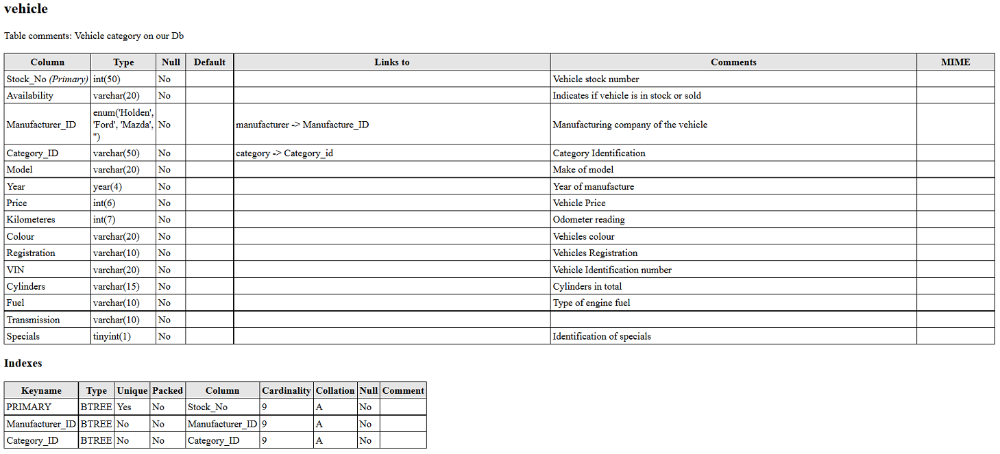 vehicle
Table comments: Vehicle category on our Db
Column Type Null Default Links to Comments MIME
Stock_No (Primary) int(50) No Vehicle stock number
Availability varchar(20) No Indicates if vehicle is in stock or sold
Manufacturer_ID enum('Holden', 'Ford', 'Mazda', '') No manufacturer -> Manufacture_ID Manufacturing company of the vehicle
Category_ID varchar(50) No category -> Category_id Category Identification
Model varchar(20) No Make of model
Year year(4) No Year of manufacture
Price int(6) No Vehicle Price
Kilometeres int(7) No Odometer reading
Colour varchar(20) No Vehicles colour
Registration varchar(10) No Vehicles Registration
VIN varchar(20) No Vehicle Identification number
Cylinders varchar(15) No Cylinders in total
Fuel varchar(10) No Type of engine fuel
Transmission varchar(10) No
Specials tinyint(1) No Identification of specials
Indexes
Keyname Type Unique Packed Column Cardinality Collation Null Comment
PRIMARY BTREE Yes No Stock_No 9 A No
Manufacturer_ID BTREE No No Manufacturer_ID 9 A No
Category_ID BTREE No No Category_ID 9 A No